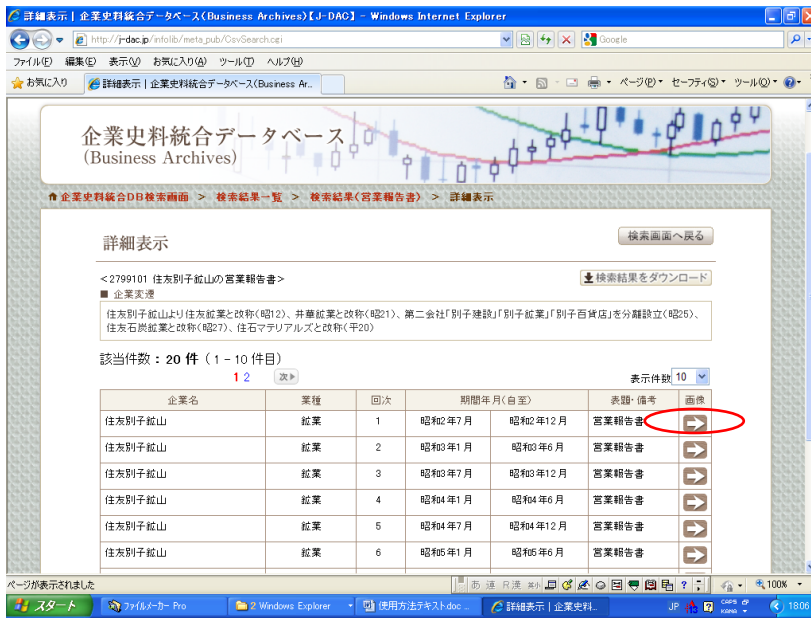 詳細表示 | 企業史料統合データベース(Business Archives)【J-DAC】 - Windows Internet Explorer
http://j-dac.jp/infolib/meta_pub/CsvSearch.cgi
Google
ファイル(F) 編集(E) 表示(V) お気に入り(A) ツール(T) ヘルプ(H)
お気に入り
詳細表示 | 企業史料統合データベース(Business Ar...
ページ(P) セーフティ(S) ツール(O)
企業史料統合データベース
(Business Archives)
企業史料統合DB検索画面 > 検索結果一覧 > 検索結果(営業報告書) > 詳細表示
詳細表示
検索画面へ戻る
<2799101 住友別子鉱山の営業報告書>
検索結果をダウンロード
■ 企業変遷
住友別子鉱山より住友鉱業と改称(昭12)、井華鉱業と改称(昭21)、第二会社「別子建設」「別子鉱業」「別子百貨店」を分離設立(昭25)、
住友石炭鉱業と改称(昭27)、住石マテリアルズと改称(平20)
該当件数：20 件 (1 - 10 件目)
1 2 次
表示件数 10
企業名 業種 回次 期間年月(自至) 表題・備考 画像
住友別子鉱山 鉱業 1 昭和2年7月 昭和2年12月 営業報告書
住友別子鉱山 鉱業 2 昭和03年1月 昭和3年6月 営業報告書
住友別子鉱山 鉱業 3 昭和03年7月 昭和03年12月 営業報告書
住友別子鉱山 鉱業 4 昭和04年1月 昭和04年6月 営業報告書
住友別子鉱山 鉱業 5 昭和04年7月 昭和04年12月 営業報告書
住友別子鉱山 鉱業 6 昭和05年1月 昭和05年6月 営業報告書
ページが表示されました
あ 連 R漢
100%
スタート
ファイルメーカー Pro
2 Windows Explorer
使用方法テキスト.doc ...
詳細表示 | 企業史料...
JP
CAPS
KANA
1806